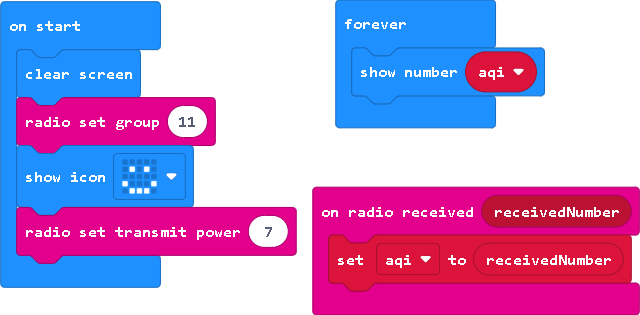 on start
clear screen
radio set group 11
show icon
radio set transmit power 7
forever
show number aqi
on radio received receivedNumber
set aqi to receivedNumber